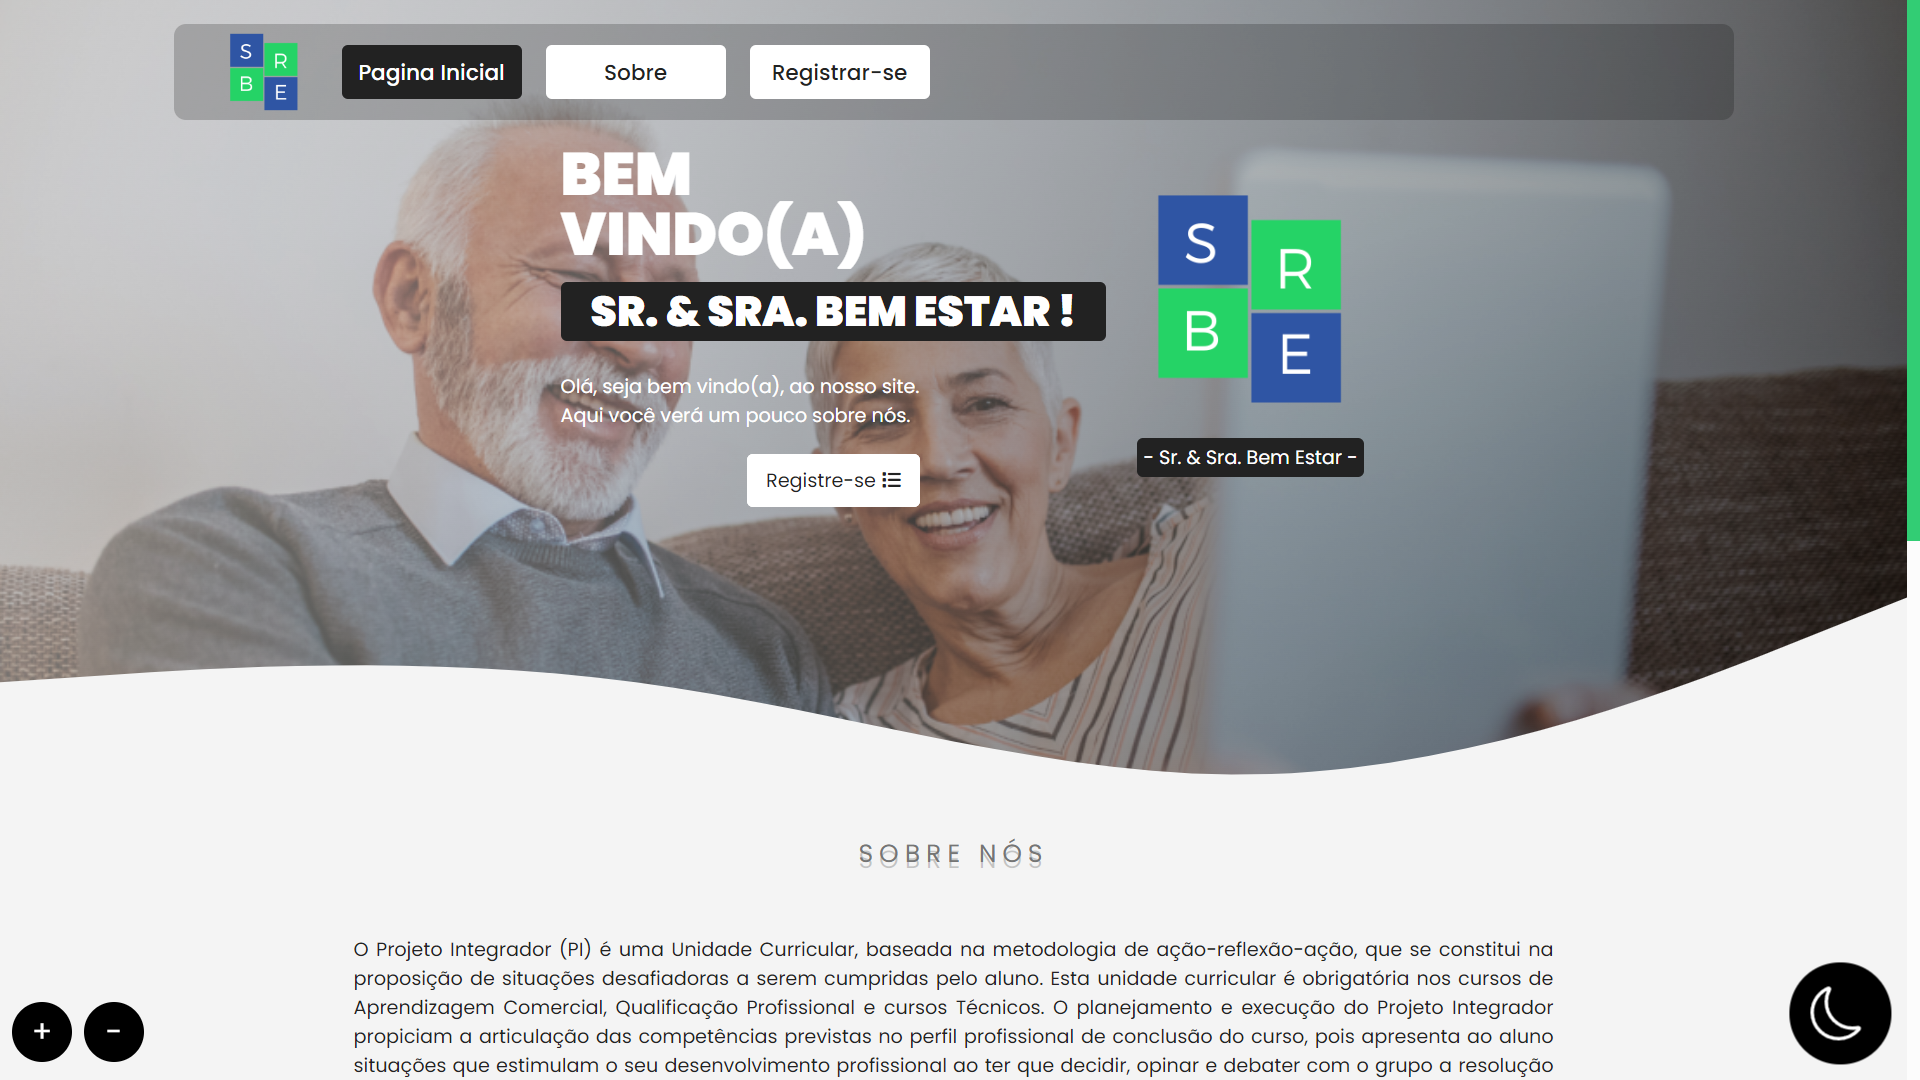 S R B E
Pagina Inicial
Sobre
Registrar-se
BEM
VINDO(A)
SR. & SRA. BEM ESTAR !
Olá, seja bem vindo(a), ao nosso site.
Aqui você verá um pouco sobre nós.
Registre-se
S R B E
- Sr. & Sra. Bem Estar -
SOBRE NÓS
O Projeto Integrador (PI) é uma Unidade Curricular, baseada na metodologia de ação-reflexão-ação, que se constitui na
proposição de situações desafiadoras a serem cumpridas pelo aluno. Esta unidade curricular é obrigatória nos cursos de
Aprendizagem Comercial, Qualificação Profissional e cursos Técnicos. O planejamento e execução do Projeto Integrador
propiciam a articulação das competências previstas no perfil profissional de conclusão do curso, pois apresenta ao aluno
situações que estimulam o seu desenvolvimento profissional ao ter que decidir, opinar e debater com o grupo a resolução
+
-